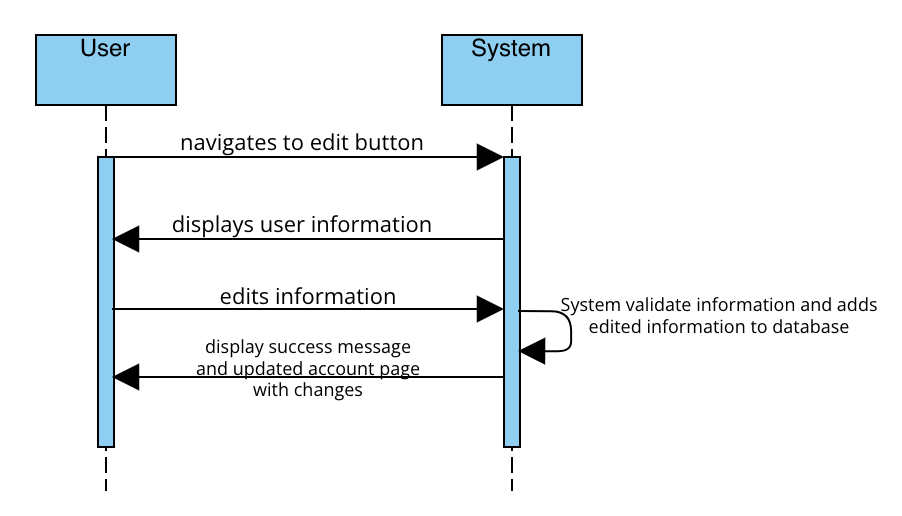 User
System
navigates to edit button
displays user information
edits information
System validate information and adds
edited information to database
display success message
and updated account page
with changes